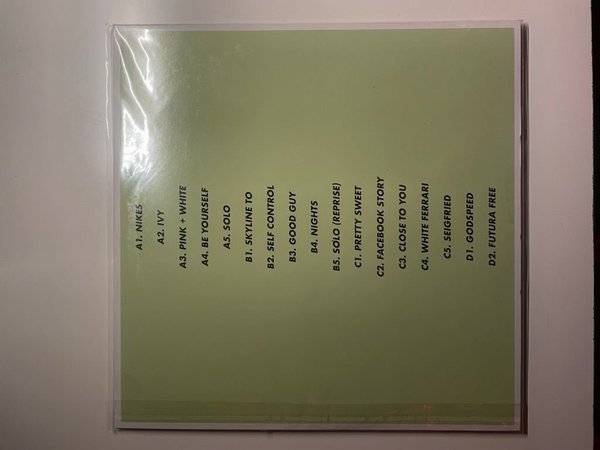 A1. NIKES
A2. IVY
A3. PINK + WHITE
A4. BE YOURSELF
A5. SOLO
B1. SKYLINE TO
B2. SELF CONTROL
B3. GOOD GUY
B4. NIGHTS
B5. SOLO (REPRISE)
C1. PRETTY SWEET
C2. FACEBOOK STORY
C3. CLOSE TO YOU
C4. WHITE FERRARI
C5. SEIGFRIED
D1. GODSPEED
D2. FUTURA FREE